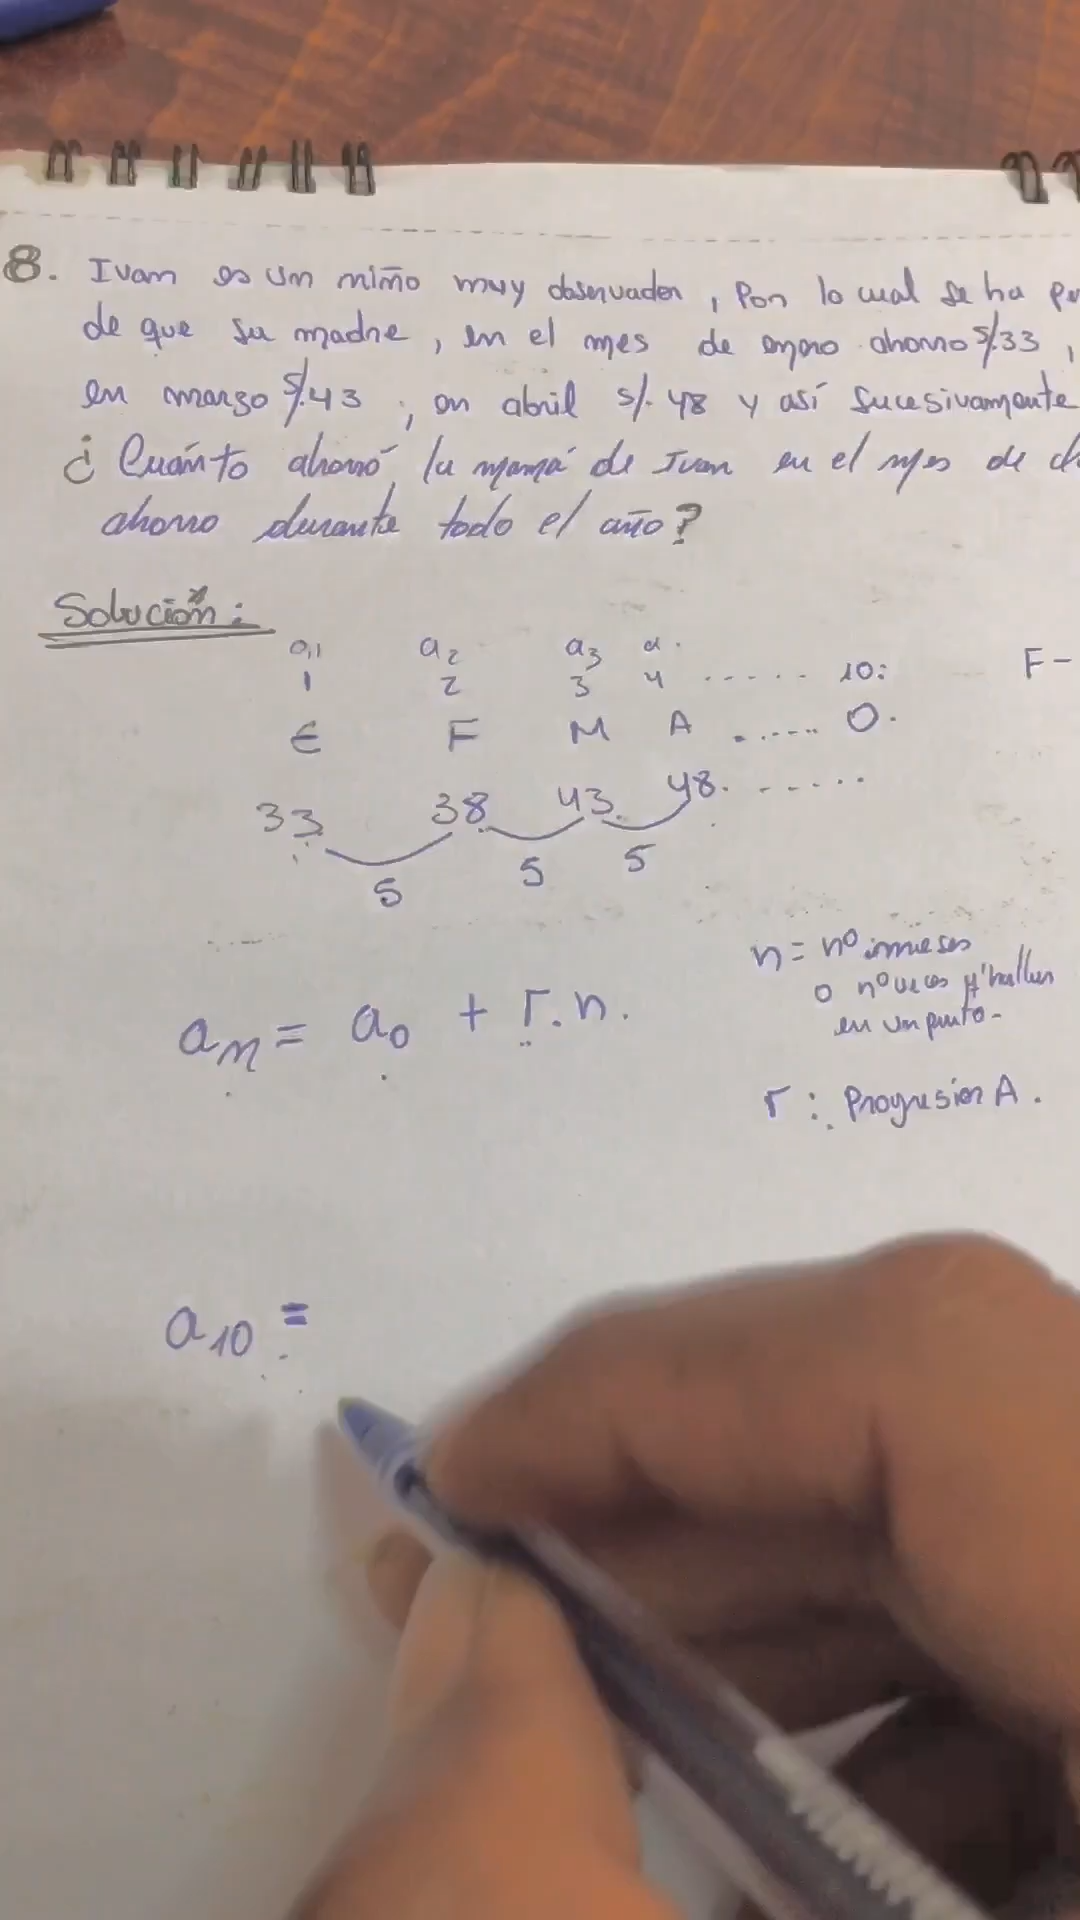 8. Ivan es un niño muy observador, por lo cual se ha
de que su madre, en el mes de enero ahorro S/.33,
en marzo S/.43, en abril S/. 48 y así sucesivamente
¿Cuánto ahorró, la mamá de Ivan en el mes de
ahorro durante todo el año?
Solución:
a1 a2 a3 a.
1 2 3 4 ...... 10:
F-
E F M A ...... O.
33 38 43. 48. ......
5 5 5
n = nº meses
o nº veces
en un punto-
an = a0 + r.n.
r: Progresión A.
a10 =